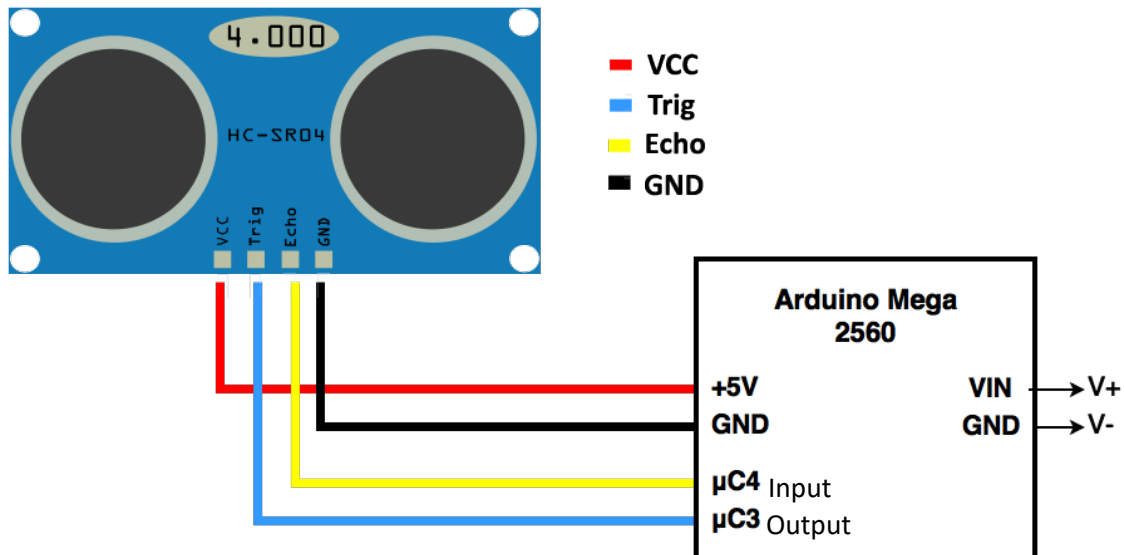 4.000
HC-SR04
VCC
Trig
Echo
GND
VCC
Trig
Echo
GND
Arduino Mega
2560
+5V
VIN
V+
GND
GND
V-
µC4 Input
µC3 Output